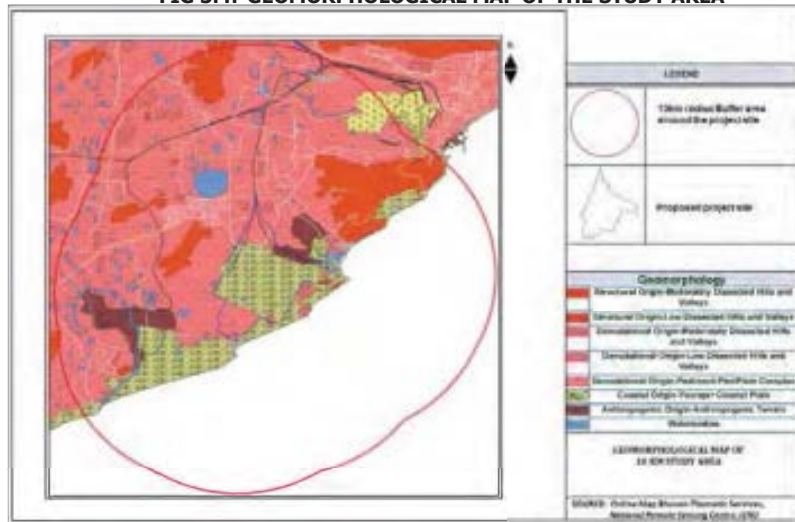 FIG 3.11 GEOMORPHOLOGICAL MAP OF THE STUDY AREA
LEGEND
10km radius Buffer area
around the project site
Proposed project site
Geomorphology
Structural Origin-Moderately Dissected Hills and
Valleys
Structural Origin-Low Dissected Hills and Valleys
Denudational Origin-Moderately Dissected Hills
and Valleys
Denudational Origin-Low Dissected Hills and
Valleys
Denudational Origin-Pediment-PediPlain Complex
Coastal Origin-Younger Coastal Plain
Anthropogenic Origin-Anthropogenic Terrain
Waterbodies
GEOMORPHOLOGICAL MAP OF
10 KM STUDY AREA
SOURCE: Online Map Bhuvan Thematic Services,
National Remote Sensing Centre, ISRO